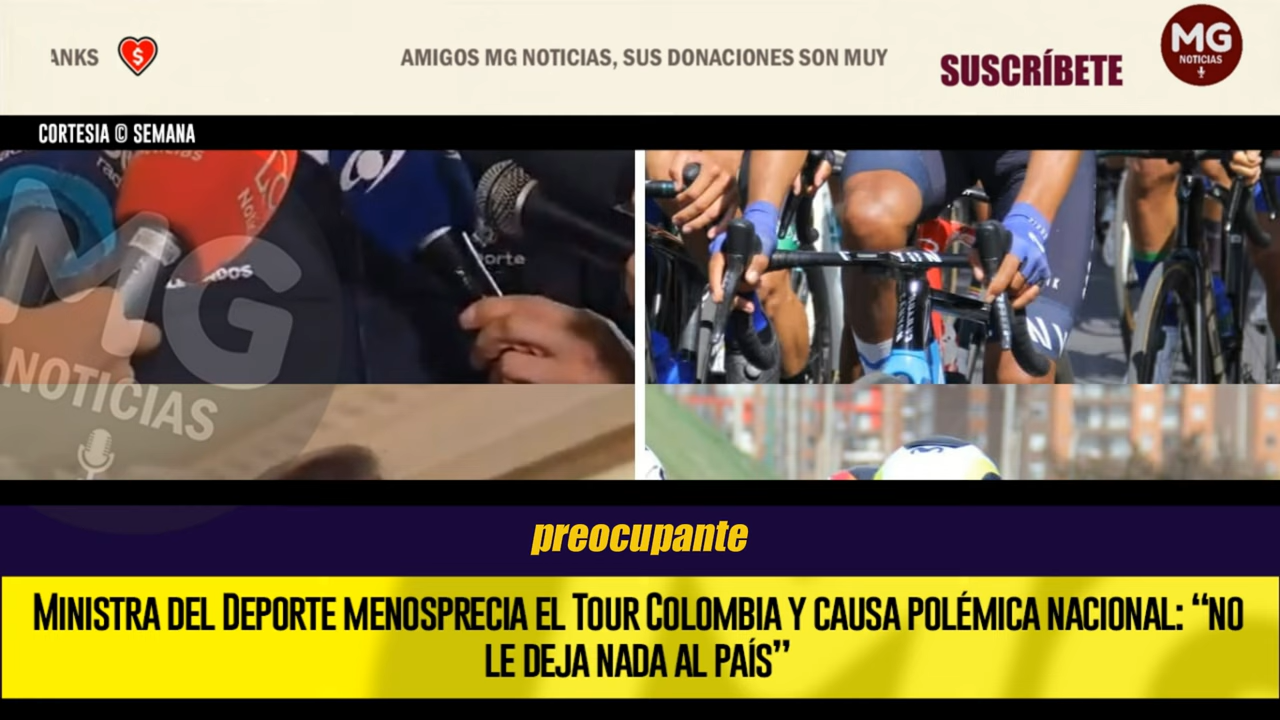 ANKS
AMIGOS MG NOTICIAS, SUS DONACIONES SON MUY
SUSCRÍBETE
MG
NOTICIAS
CORTESIA © SEMANA
MG
NOTICIAS
preocupante
MINISTRA DEL DEPORTE MENOSPRECIA EL TOUR COLOMBIA Y CAUSA POLÉMICA NACIONAL: “NO
LE DEJA NADA AL PAÍS”